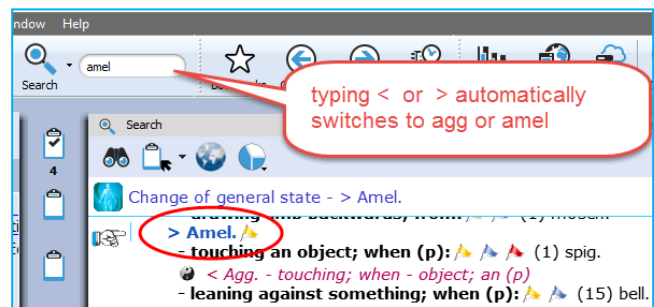 ndow Help
amel
Search
typing < or > automatically
switches to agg or amel
Search
4
Change of general state - > Amel.
> Amel.
- touching an object; when (p): (1) spig.
< Agg. - touching; when - object; an (p)
- leaning against something; when (p): (15) bell.